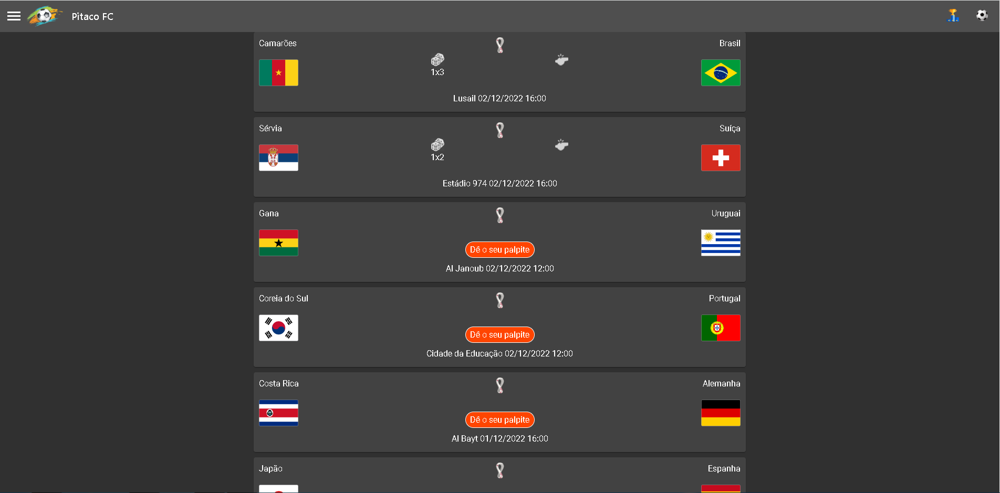 Pitaco FC
Camarões
Brasil
1x3
Lusail 02/12/2022 16:00
Sérvia
Suíça
1x2
Estádio 974 02/12/2022 16:00
Gana
Uruguai
Dê o seu palpite
Al Janoub 02/12/2022 12:00
Coreia do Sul
Portugal
Dê o seu palpite
Cidade da Educação 02/12/2022 12:00
Costa Rica
Alemanha
Dê o seu palpite
Al Bayt 01/12/2022 16:00
Japão
Espanha